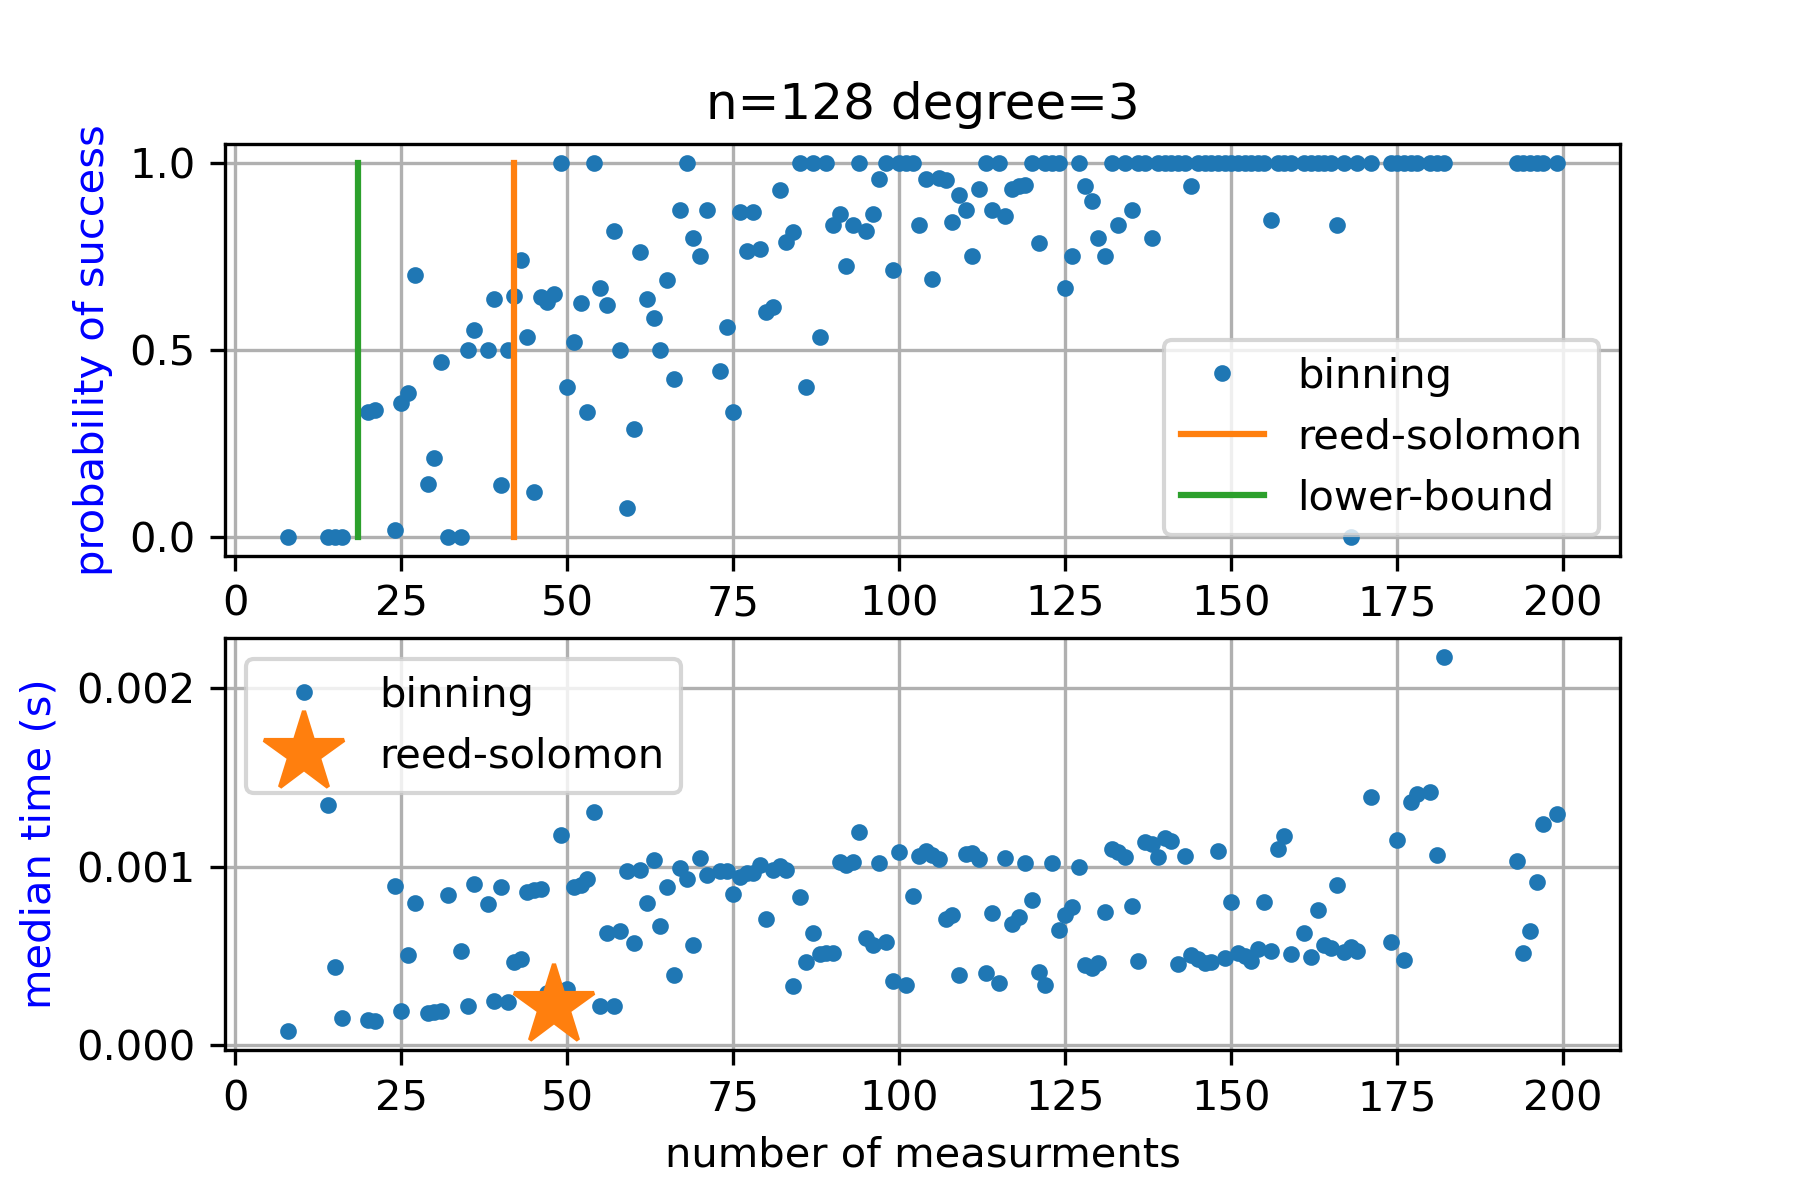 n=128 degree=3
probability of success
1.0
0.5
0.0
binning
reed-solomon
lower-bound
0 25 50 75 100 125 150 175 200
median time (s)
0.002
0.001
0.000
binning
reed-solomon
0 25 50 75 100 125 150 175 200
number of measurments